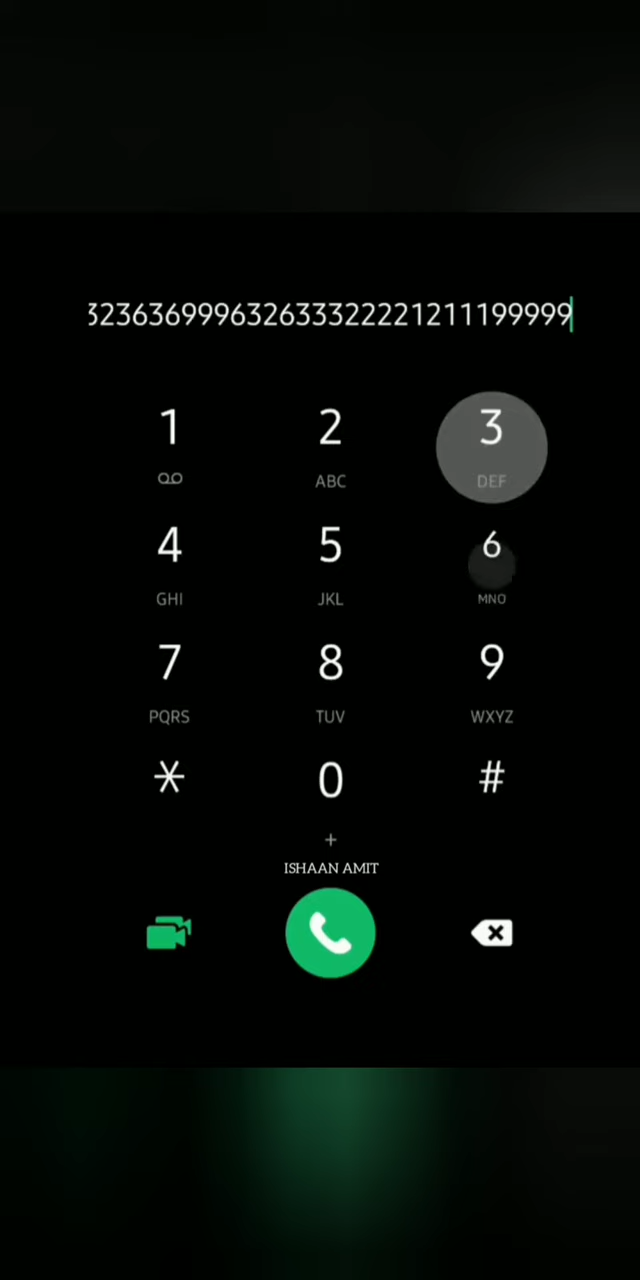 323636999632633322221211199999
1 2 3
ABC DEF
4 5 6
GHI JKL MNO
7 8 9
PQRS TUV WXYZ
* 0 #
+
ISHAAN AMIT